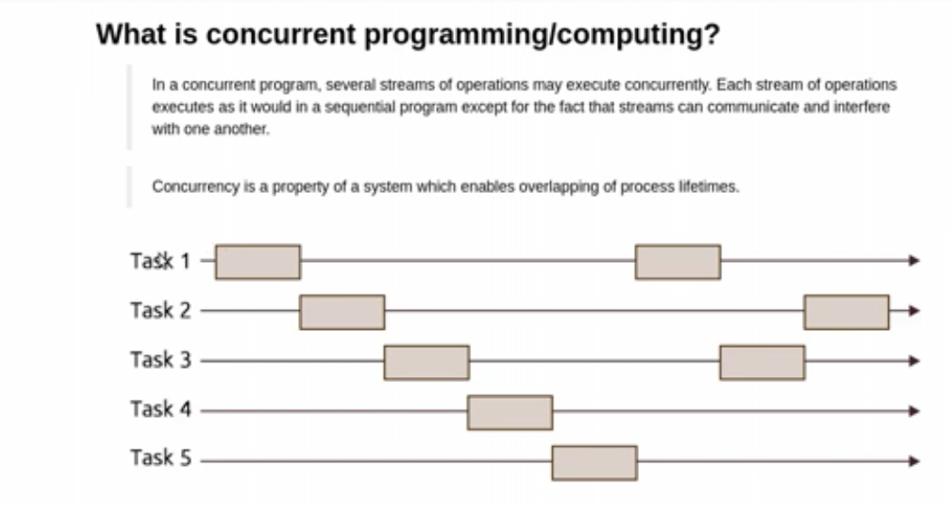 What is concurrent programming/computing?
In a concurrent program, several streams of operations may execute concurrently. Each stream of operations
executes as it would in a sequential program except for the fact that streams can communicate and interfere
with one another.
Concurrency is a property of a system which enables overlapping of process lifetimes.
Task 1
Task 2
Task 3
Task 4
Task 5